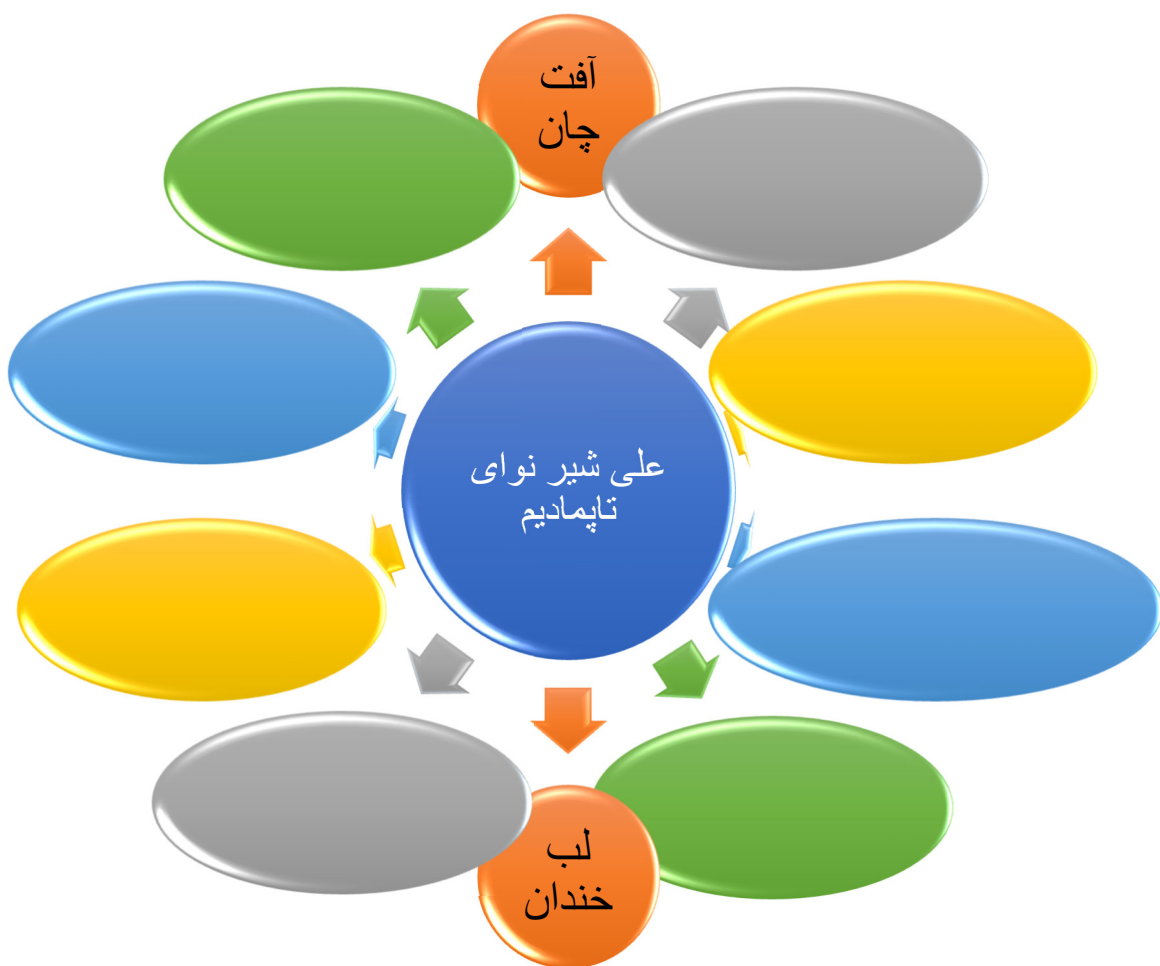 آفت
چان
علی شیر نوای
تاپمادیم
لب
خندان